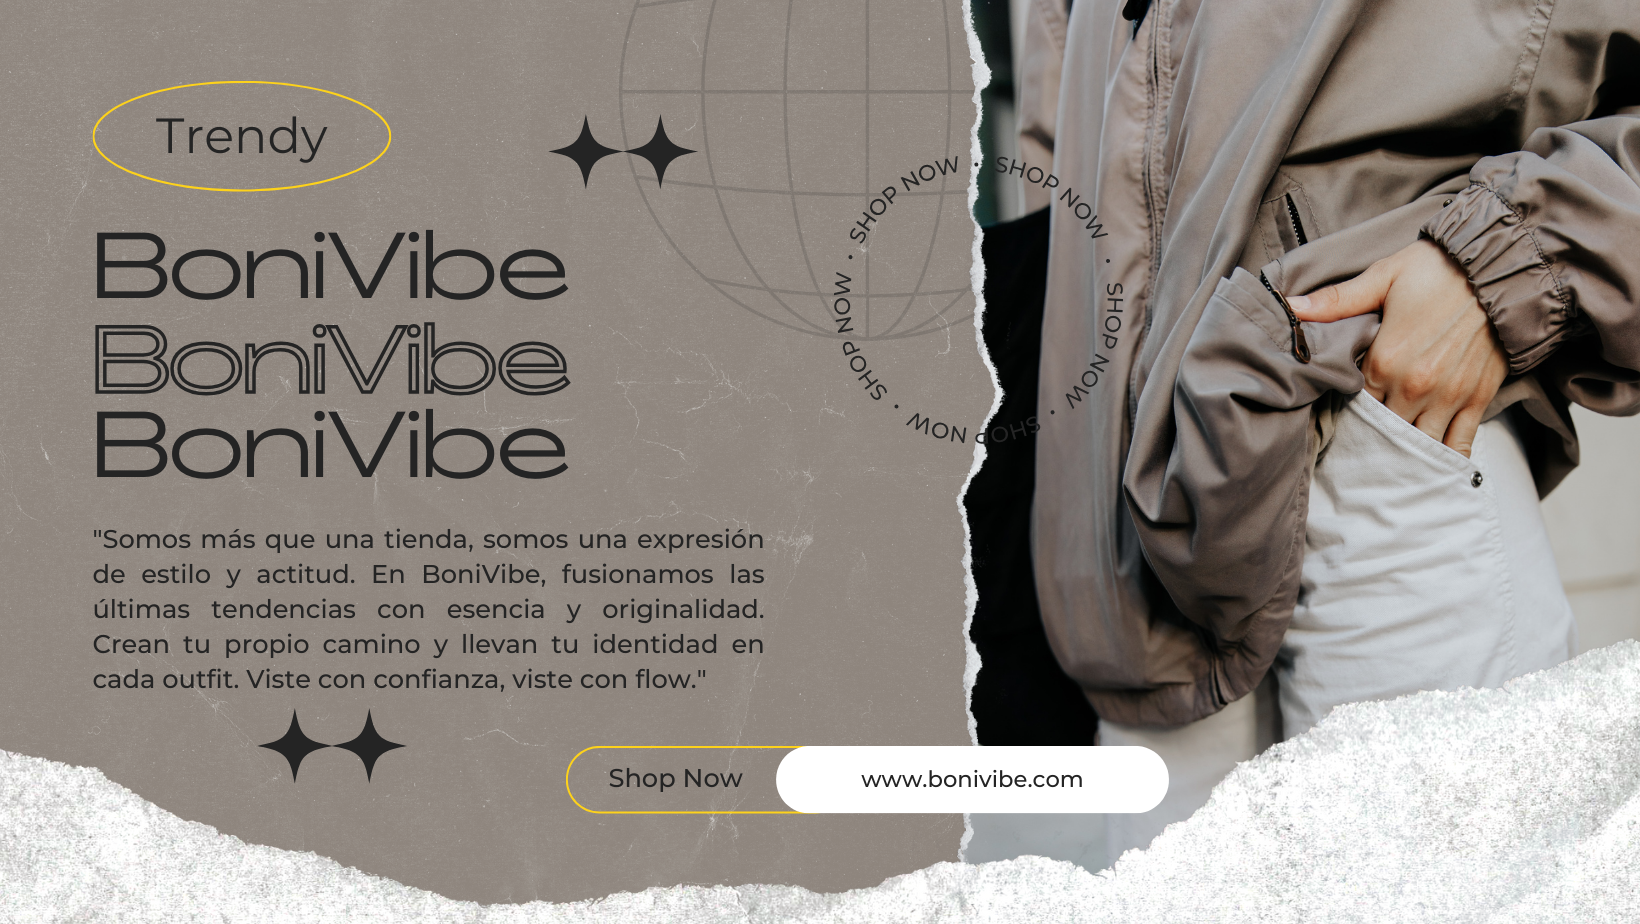 Trendy
BoniVibe
BoniVibe
BoniVibe
SHOP NOW • SHOP NOW • SHOP NOW • SHOP NOW • SHOP NOW •
"Somos más que una tienda, somos una expresión
de estilo y actitud. En BoniVibe, fusionamos las
últimas tendencias con esencia y originalidad.
Crean tu propio camino y llevan tu identidad en
cada outfit. Viste con confianza, viste con flow."
Shop Now
www.bonivibe.com